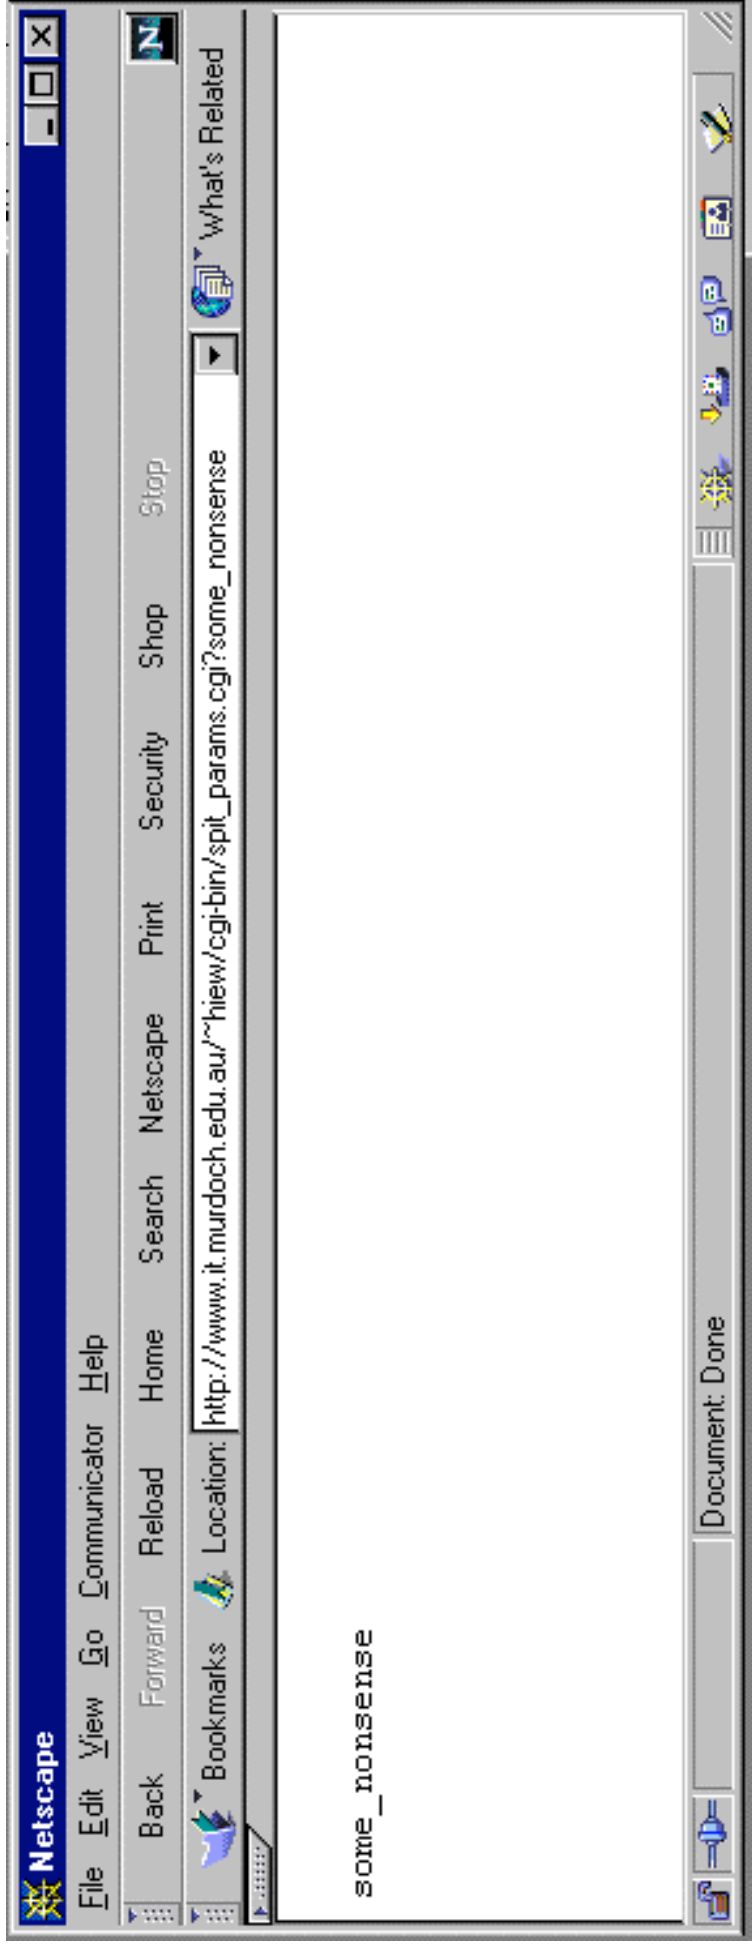 Netscape
File Edit View Go Communicator Help
Back Forward Reload Home Search Netscape Print Security Shop Stop
N
Bookmarks Location: http://www.it.murdoch.edu.au/~hiew/cgi-bin/spit_params.cgi?some_nonsense What's Related
some_nonsense
Document: Done